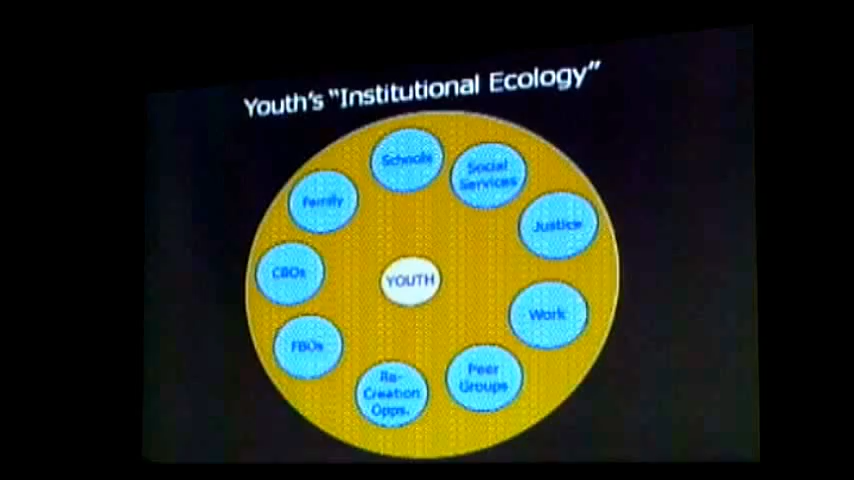 Youth's "Institutional Ecology"
Schools
Social
Services
Family
Justice
CBOs
YOUTH
Work
FBOs
Peer
Groups
Re-
Creation
Opps.